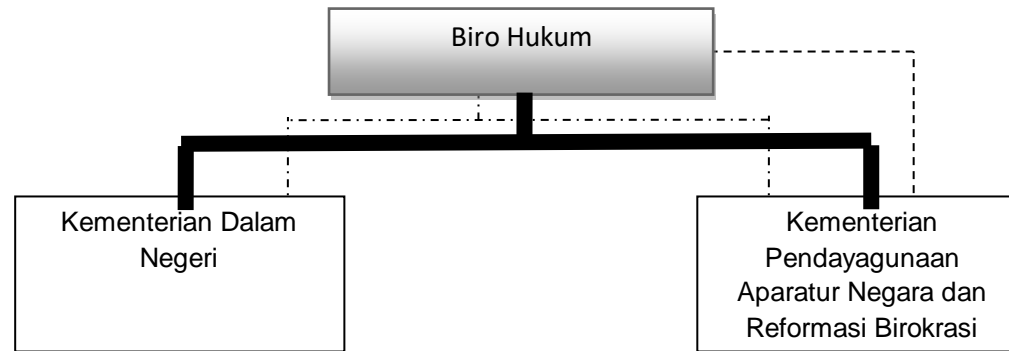 Biro Hukum
Kementerian Dalam
Negeri
Kementerian
Pendayagunaan
Aparatur Negara dan
Reformasi Birokrasi